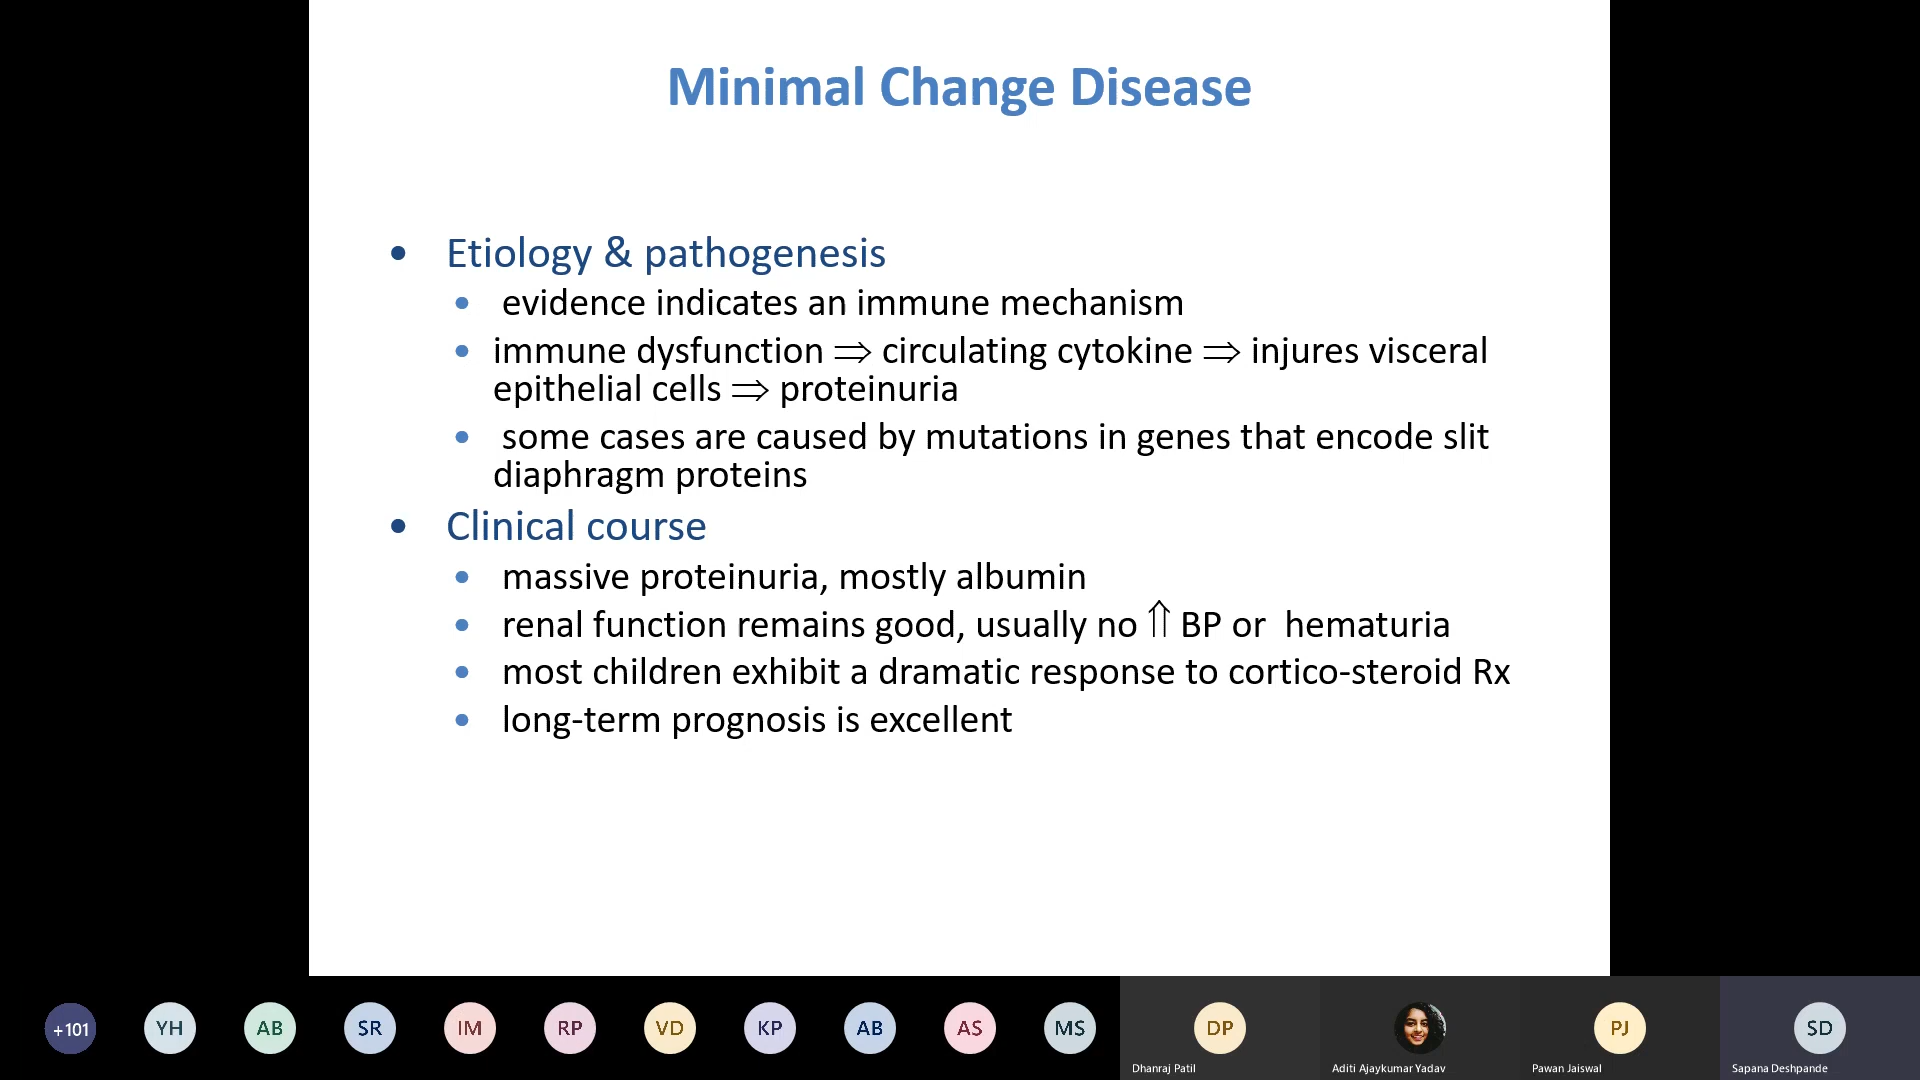 Minimal Change Disease
• Etiology & pathogenesis
• evidence indicates an immune mechanism
• immune dysfunction ⇒ circulating cytokine ⇒ injures visceral
epithelial cells ⇒ proteinuria
• some cases are caused by mutations in genes that encode slit
diaphragm proteins
• Clinical course
• massive proteinuria, mostly albumin
• renal function remains good, usually no ⇑ BP or hematuria
• most children exhibit a dramatic response to cortico-steroid Rx
• long-term prognosis is excellent
+101 YH AB SR IM RP VD KP AB AS MS DP PJ SD
Dhanraj Patil Aditi Ajaykumar Yadav Pawan Jaiswal Sapana Deshpande